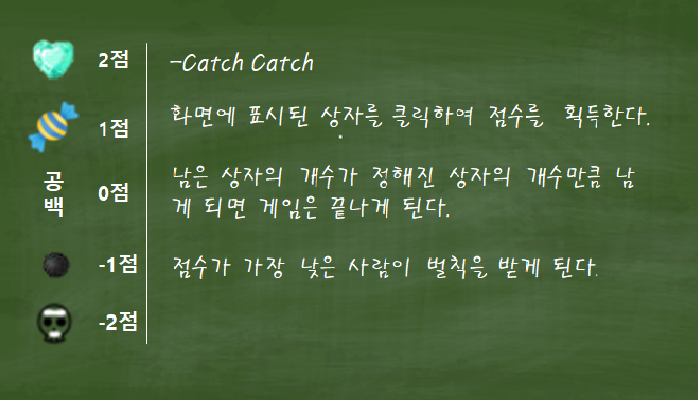 2점
1점
공
백
0점
-1점
-2점
-Catch Catch
화면에 표시된 상자를 클릭하여 점수를 획득한다.
남은 상자의 개수가 정해진 상자의 개수만큼 남
게 되면 게임은 끝나게 된다.
점수가 가장 낮은 사람이 벌칙을 받게 된다.